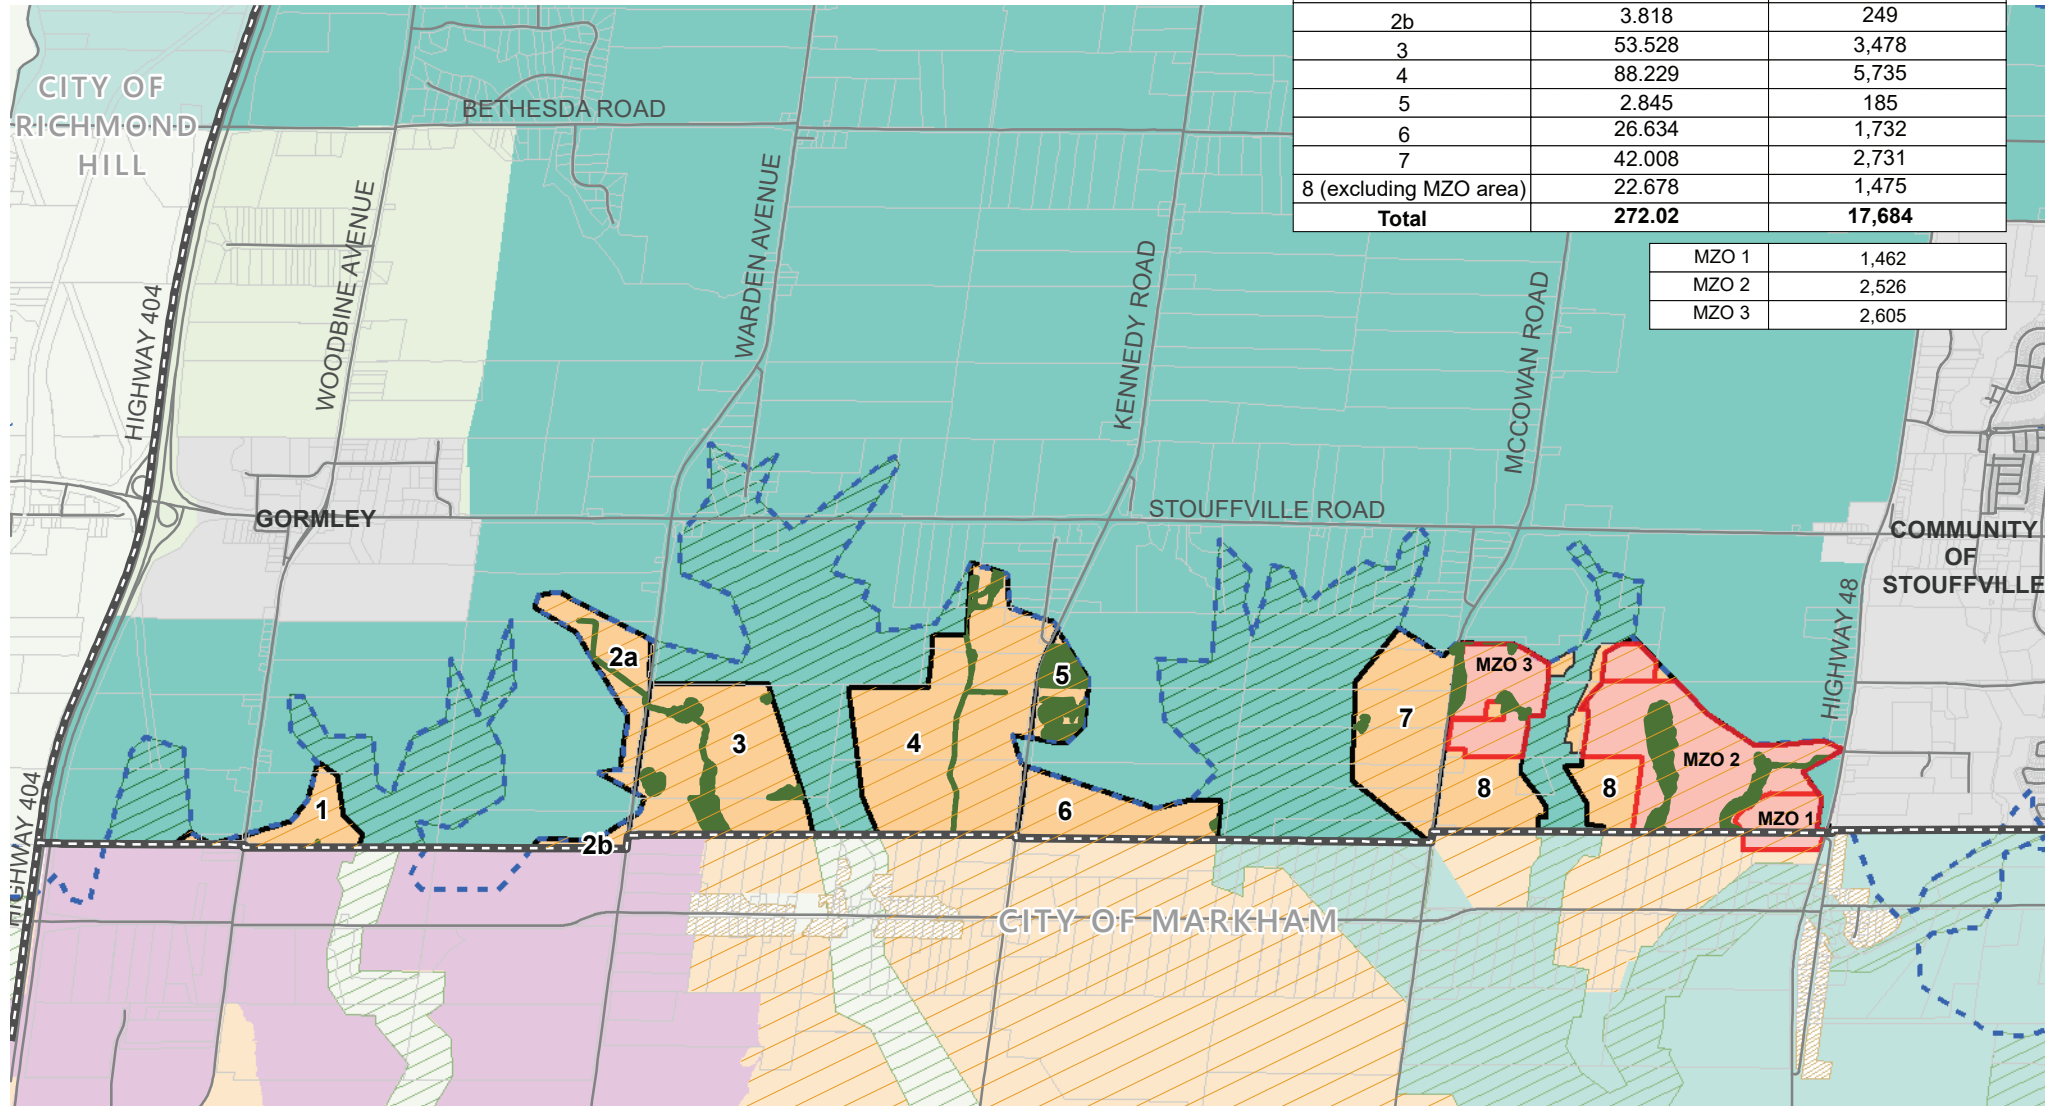 2b 3.818 249
3 53.528 3,478
4 88.229 5,735
5 2.845 185
6 26.634 1,732
7 42.008 2,731
8 (excluding MZO area) 22.678 1,475
Total 272.02 17,684
MZO 1 1,462
MZO 2 2,526
MZO 3 2,605
CITY OF
RICHMOND
HILL
BETHESDA ROAD
WOODBINE AVENUE
WARDEN AVENUE
KENNEDY ROAD
MCCOWAN ROAD
HIGHWAY 404
GORMLEY
STOUFFVILLE ROAD
COMMUNITY
OF
STOUFFVILLE
HIGHWAY 48
2a
MZO 3
5
7
3
4
MZO 2
8
8
1
6
MZO 1
2b
HIGHWAY 404
CITY OF MARKHAM